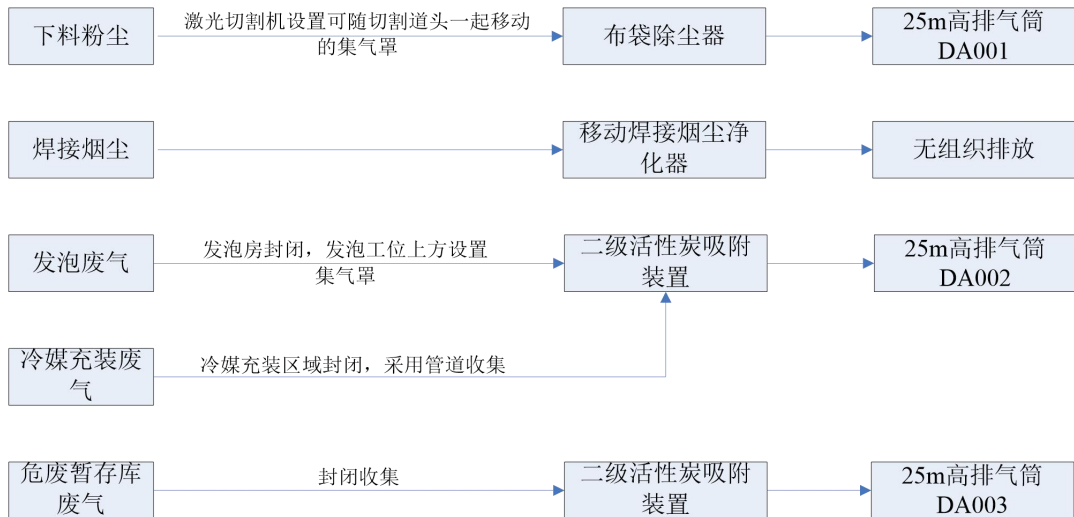 下料粉尘
激光切割机设置可随切割道头一起移动
的集气罩
布袋除尘器
25m高排气筒
DA001
焊接烟尘
移动焊接烟尘净
化器
无组织排放
发泡废气
发泡房封闭，发泡工位上方设置
集气罩
二级活性炭吸附
装置
25m高排气筒
DA002
冷媒充装废
气
冷媒充装区域封闭，采用管道收集
危废暂存库
废气
封闭收集
二级活性炭吸附
装置
25m高排气筒
DA003